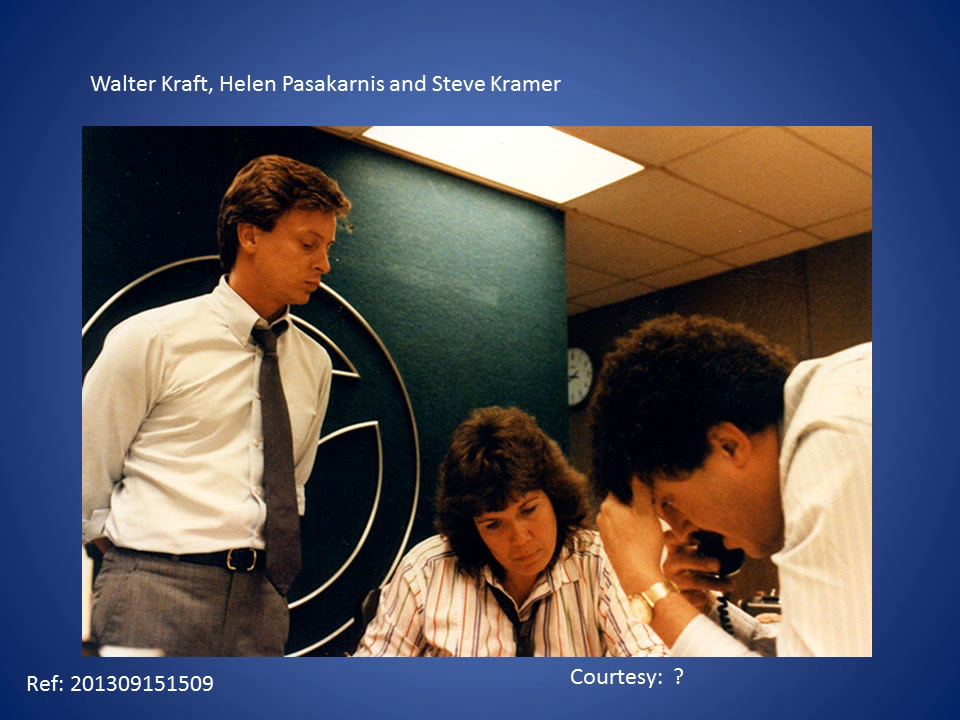 Walter Kraft, Helen Pasakarnis and Steve Kramer
Ref: 201309151509
Courtesy: ?